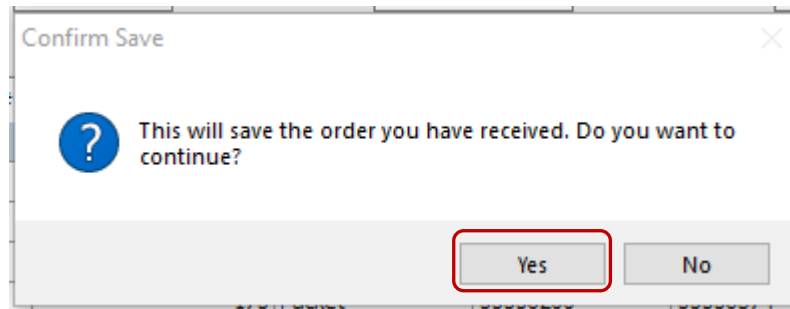 Confirm Save
This will save the order you have received. Do you want to
continue?
Yes
No